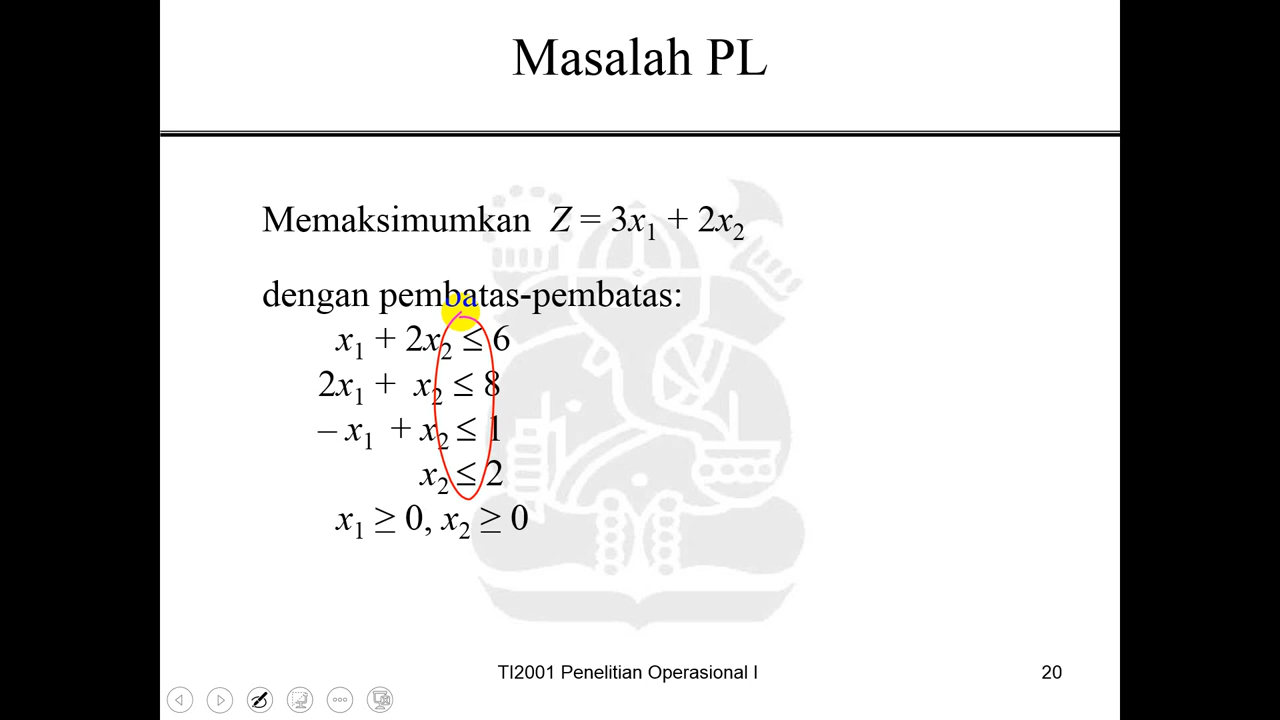 Masalah PL
Memaksimumkan Z = 3x₁ + 2x₂
dengan pembatas-pembatas:
x₁ + 2x₂ ≤ 6
2x₁ + x₂ ≤ 8
– x₁ + x₂ ≤ 1
x₂ ≤ 2
x₁ ≥ 0, x₂ ≥ 0
TI2001 Penelitian Operasional I
20